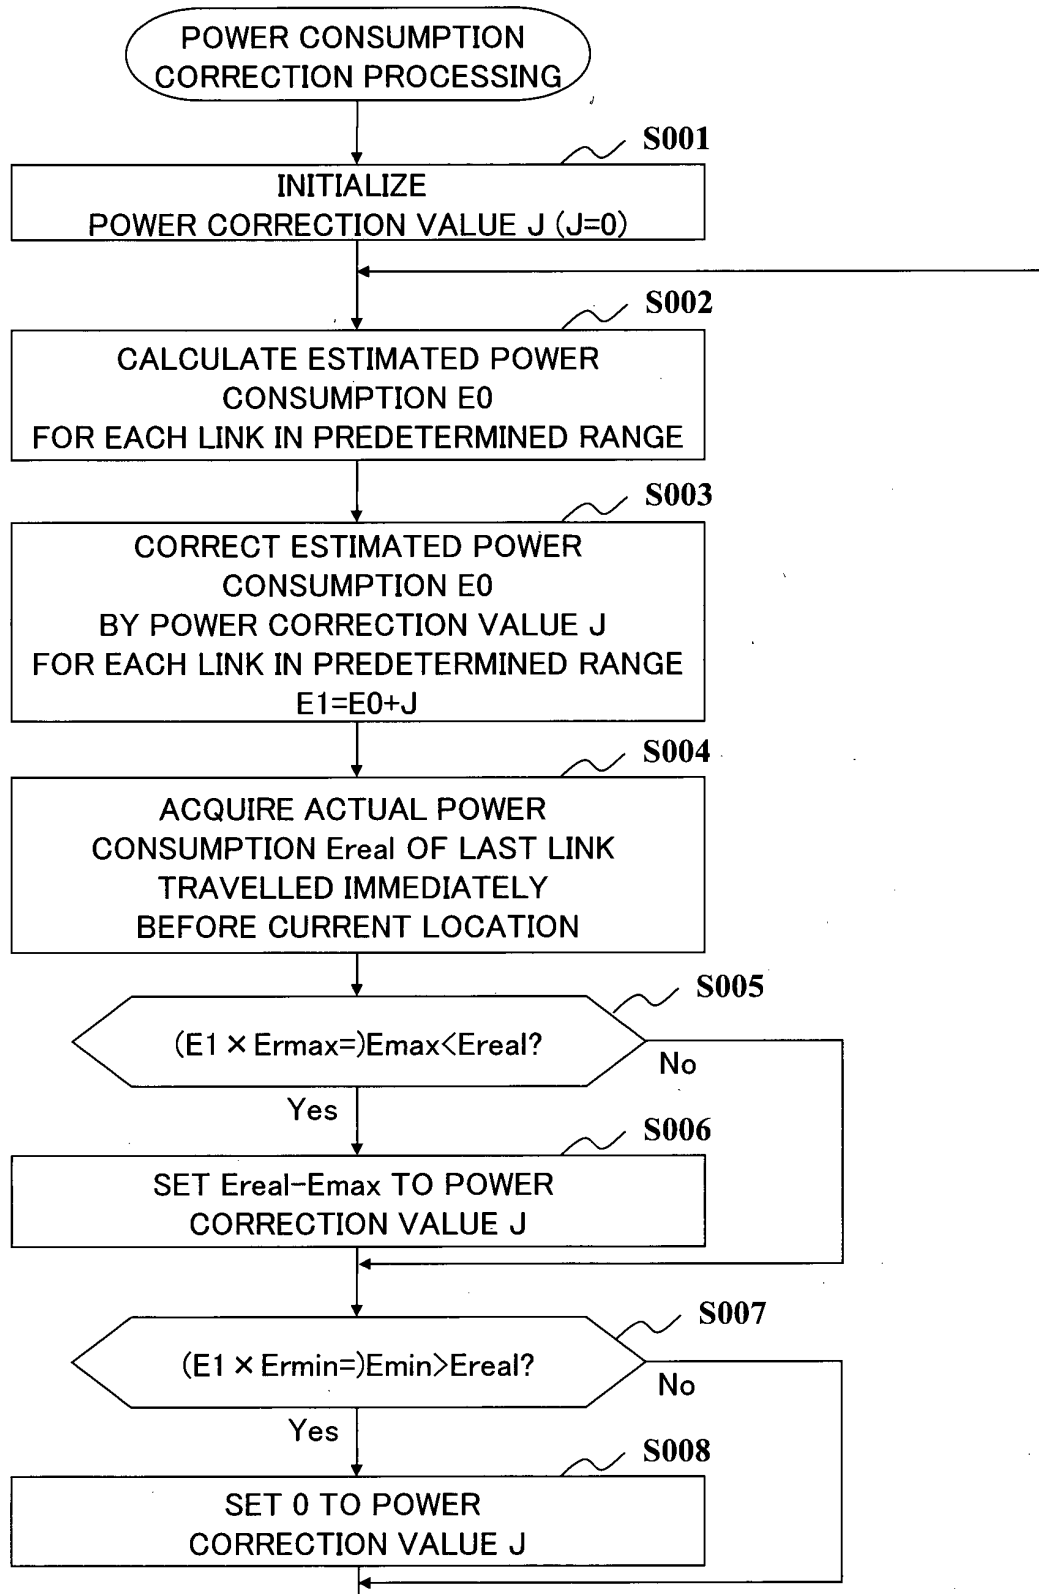 POWER CONSUMPTION
CORRECTION PROCESSING
S001
INITIALIZE
POWER CORRECTION VALUE J (J=0)
S002
CALCULATE ESTIMATED POWER
CONSUMPTION E0
FOR EACH LINK IN PREDETERMINED RANGE
S003
CORRECT ESTIMATED POWER
CONSUMPTION E0
BY POWER CORRECTION VALUE J
FOR EACH LINK IN PREDETERMINED RANGE
E1=E0+J
S004
ACQUIRE ACTUAL POWER
CONSUMPTION Ereal OF LAST LINK
TRAVELLED IMMEDIATELY
BEFORE CURRENT LOCATION
S005
(E1×Ermax=)Emax<Ereal?
No
Yes
S006
SET Ereal-Emax TO POWER
CORRECTION VALUE J
S007
(E1×Ermin=)Emin>Ereal?
No
Yes
S008
SET 0 TO POWER
CORRECTION VALUE J